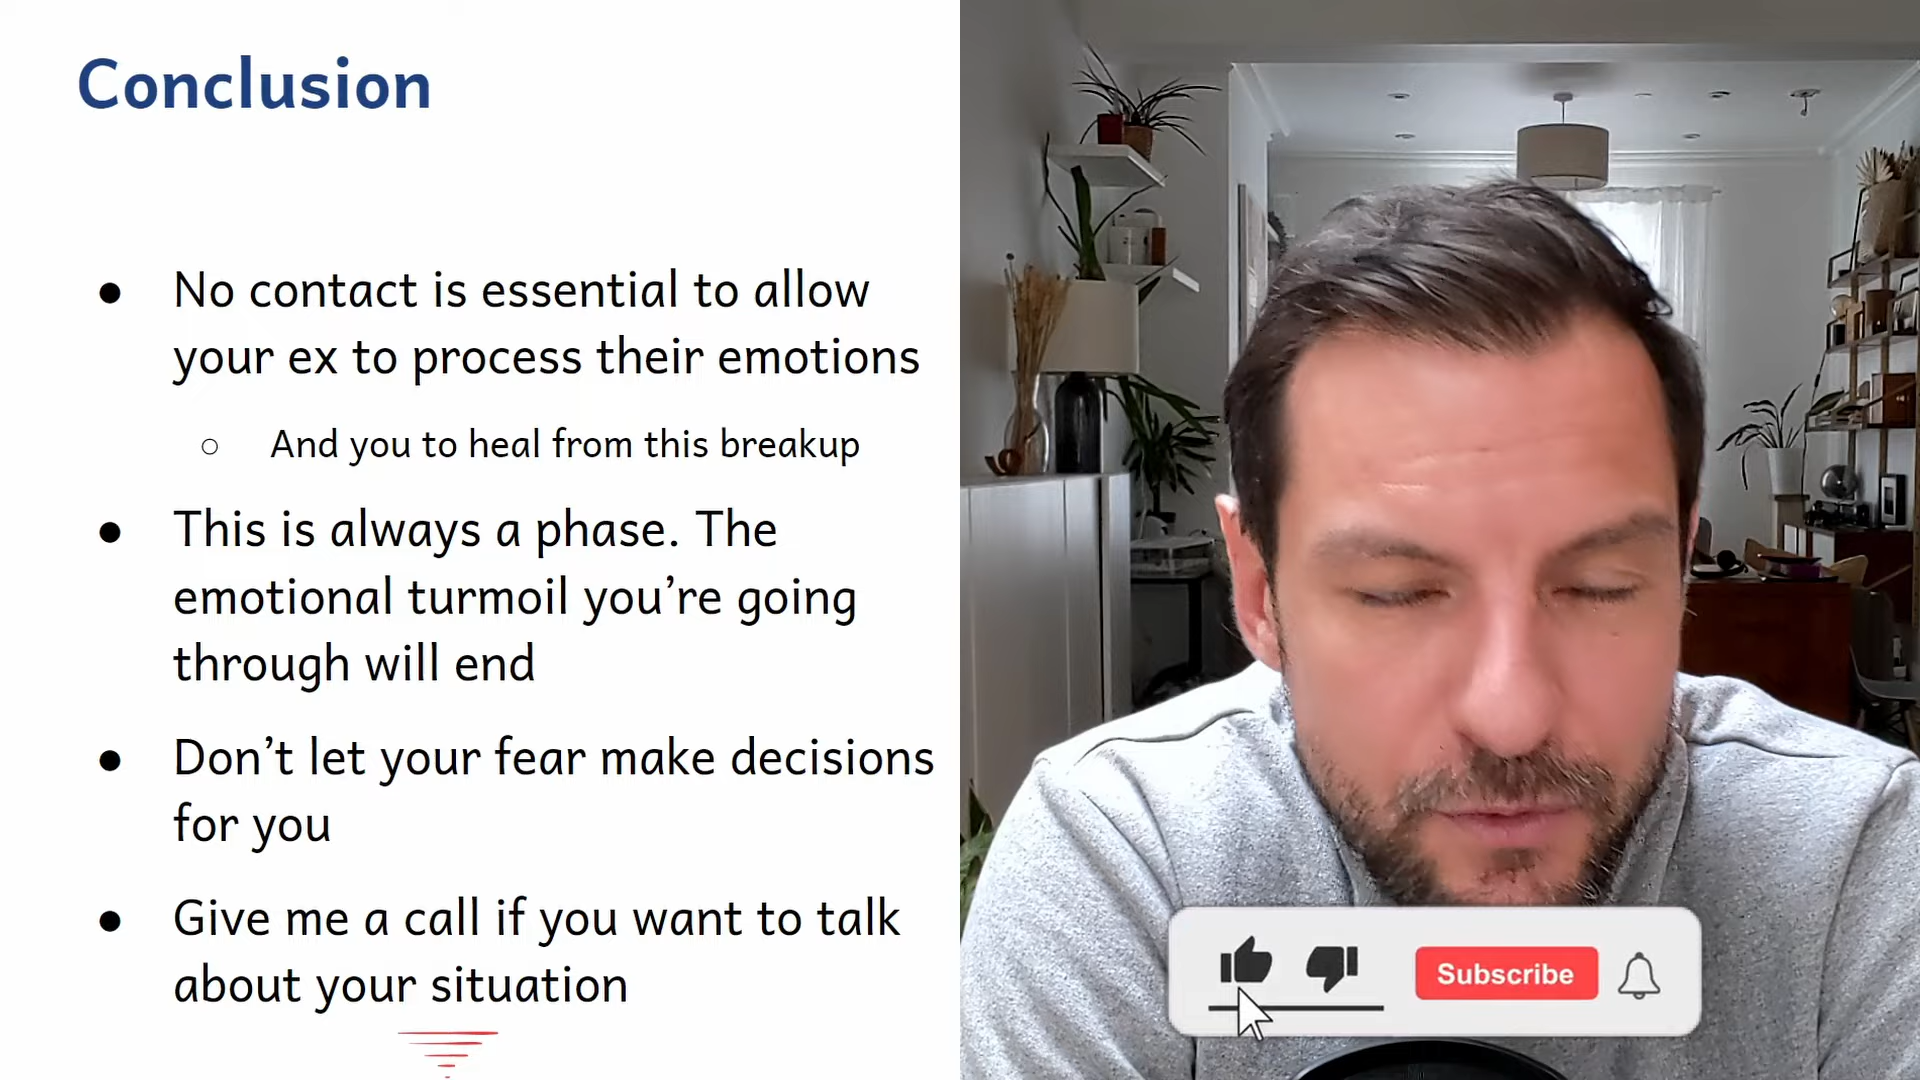 Conclusion
● No contact is essential to allow
your ex to process their emotions
○ And you to heal from this breakup
● This is always a phase. The
emotional turmoil you’re going
through will end
● Don’t let your fear make decisions
for you
● Give me a call if you want to talk
about your situation
Subscribe